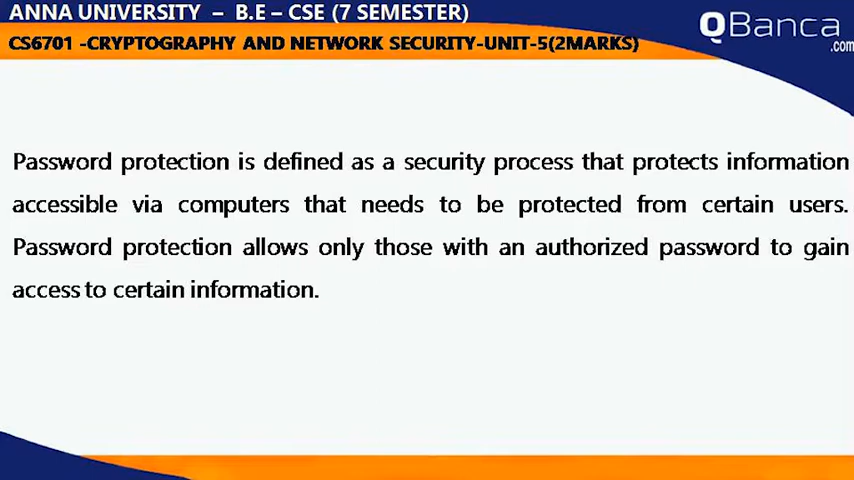 ANNA UNIVERSITY – B.E – CSE (7 SEMESTER)
CS6701 -CRYPTOGRAPHY AND NETWORK SECURITY-UNIT-5(2MARKS)
QBanca
.com
Password protection is defined as a security process that protects information
accessible via computers that needs to be protected from certain users.
Password protection allows only those with an authorized password to gain
access to certain information.